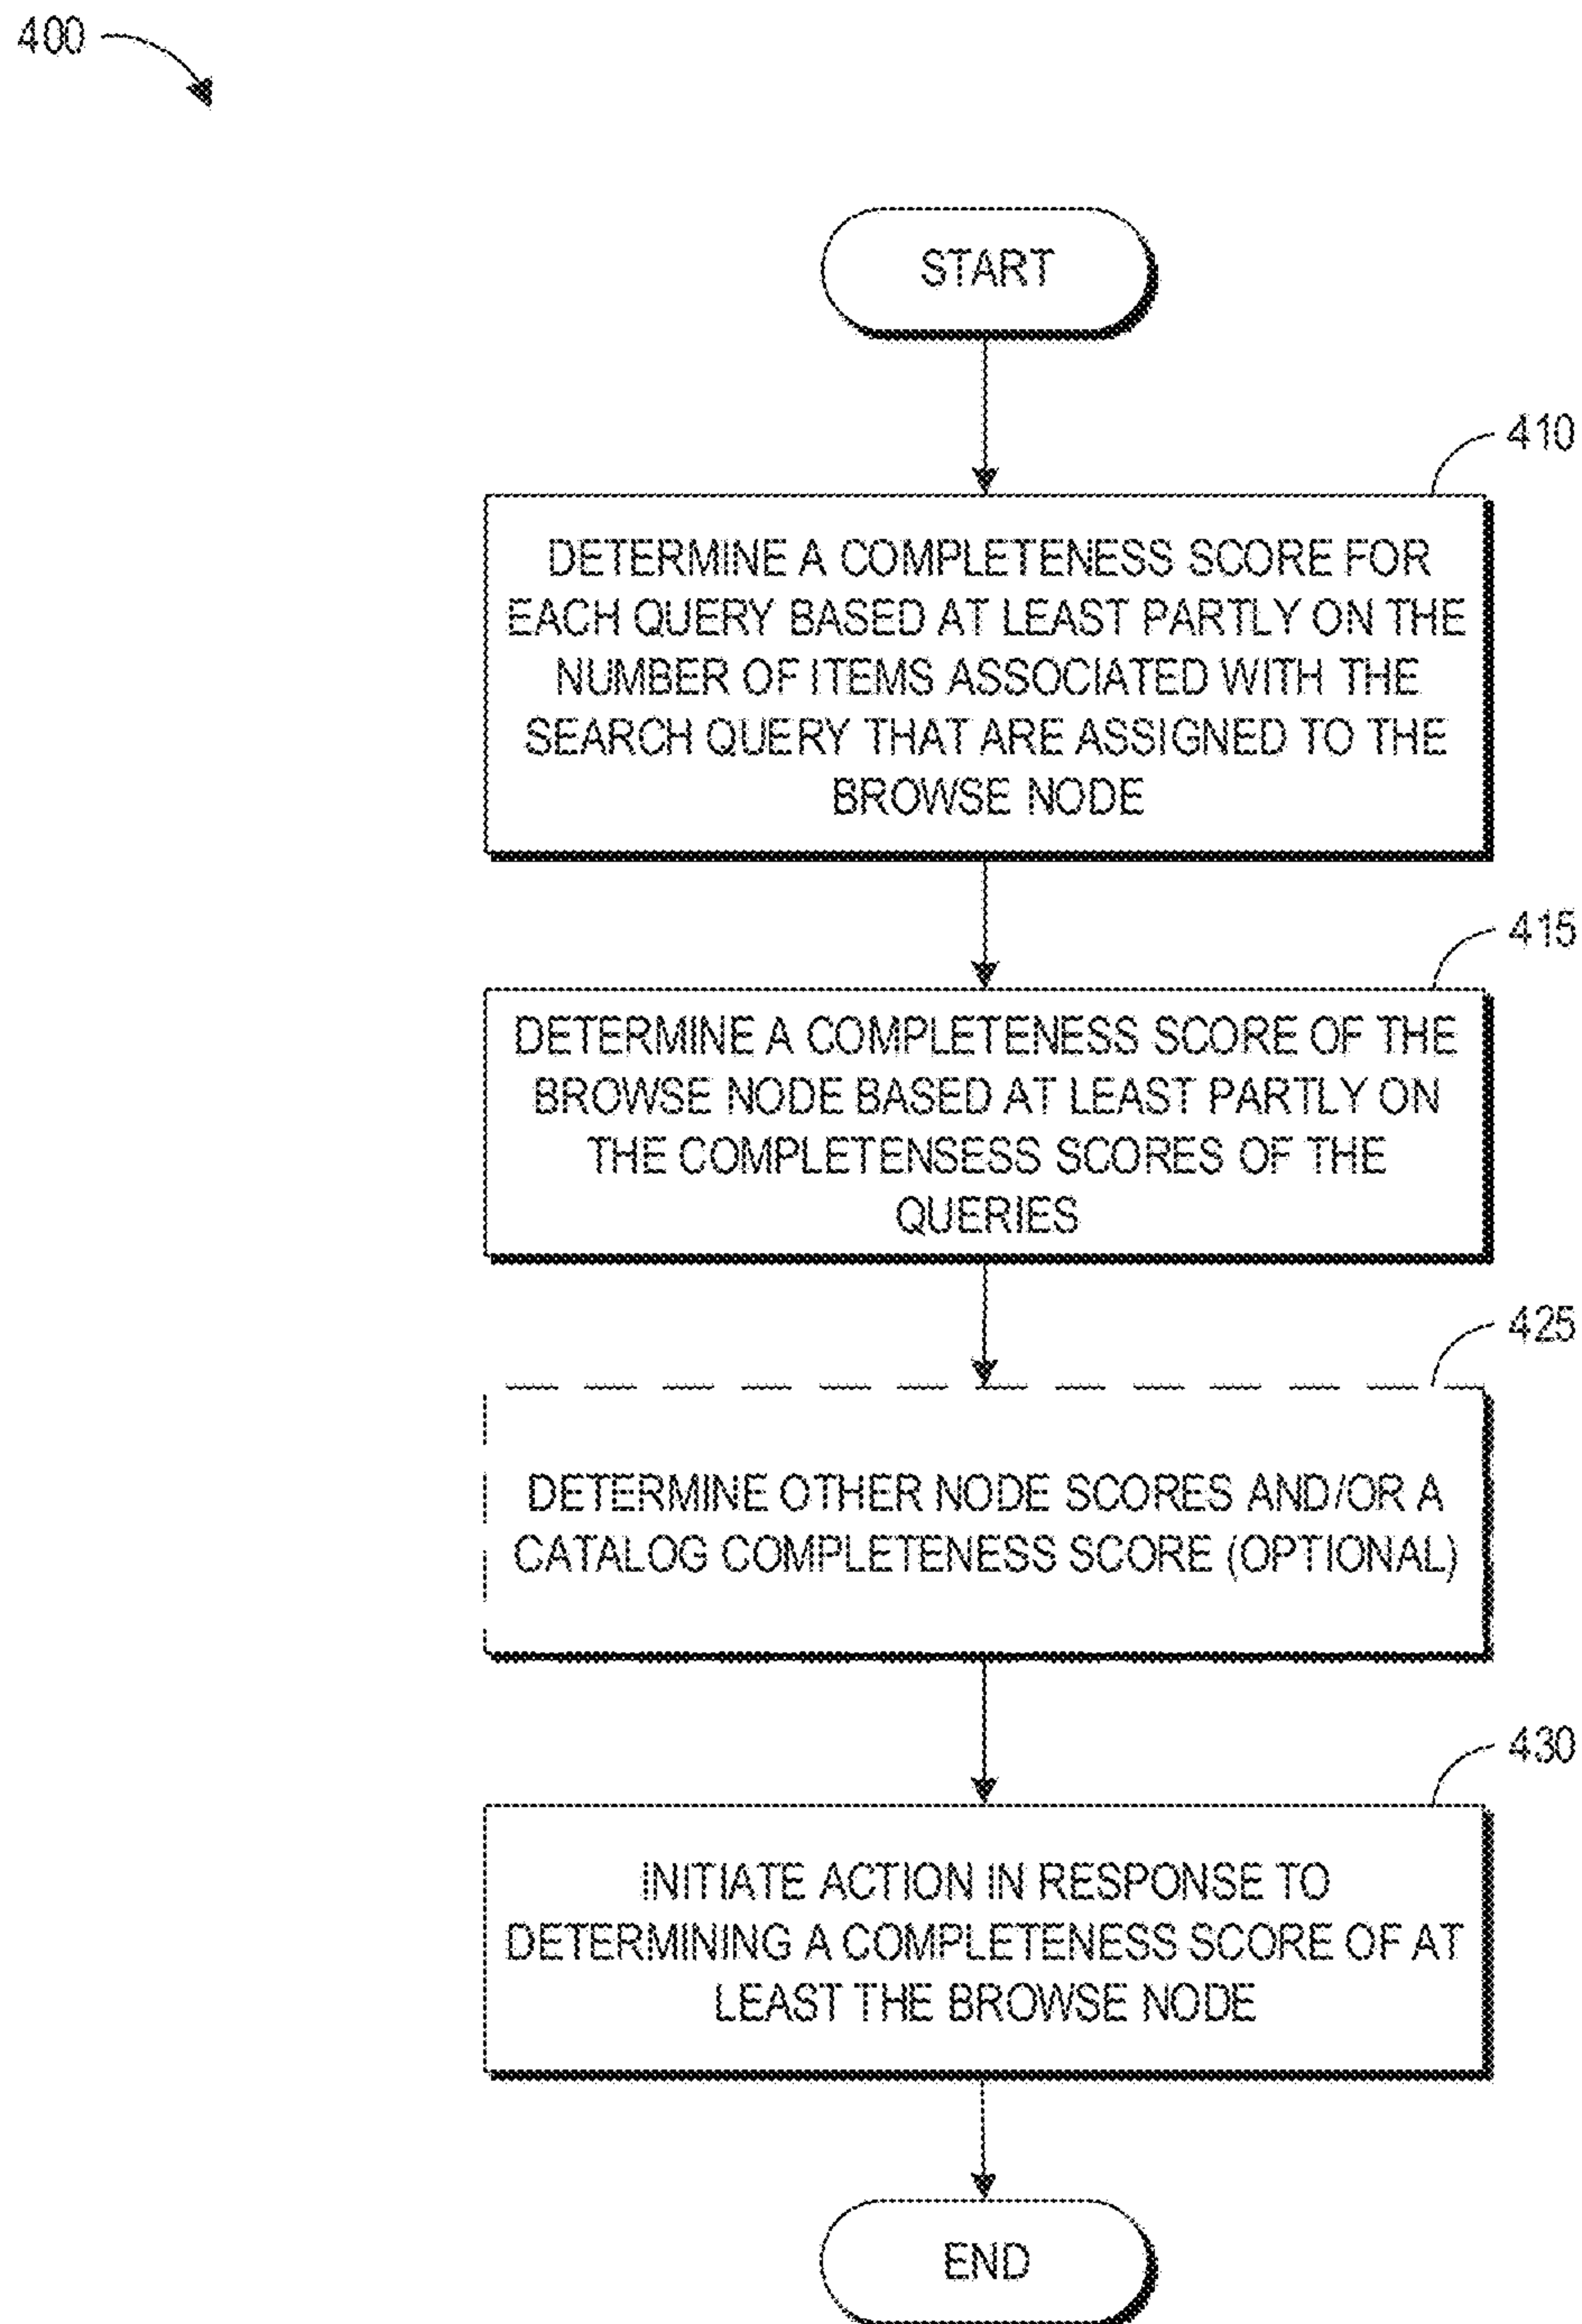 400
START
410
DETERMINE A COMPLETENESS SCORE FOR
EACH QUERY BASED AT LEAST PARTLY ON THE
NUMBER OF ITEMS ASSOCIATED WITH THE
SEARCH QUERY THAT ARE ASSIGNED TO THE
BROWSE NODE
415
DETERMINE A COMPLETENESS SCORE OF THE
BROWSE NODE BASED AT LEAST PARTLY ON
THE COMPLETENSESS SCORES OF THE
QUERIES
425
DETERMINE OTHER NODE SCORES AND/OR A
CATALOG COMPLETENESS SCORE (OPTIONAL)
430
INITIATE ACTION IN RESPONSE TO
DETERMINING A COMPLETENESS SCORE OF AT
LEAST THE BROWSE NODE
END